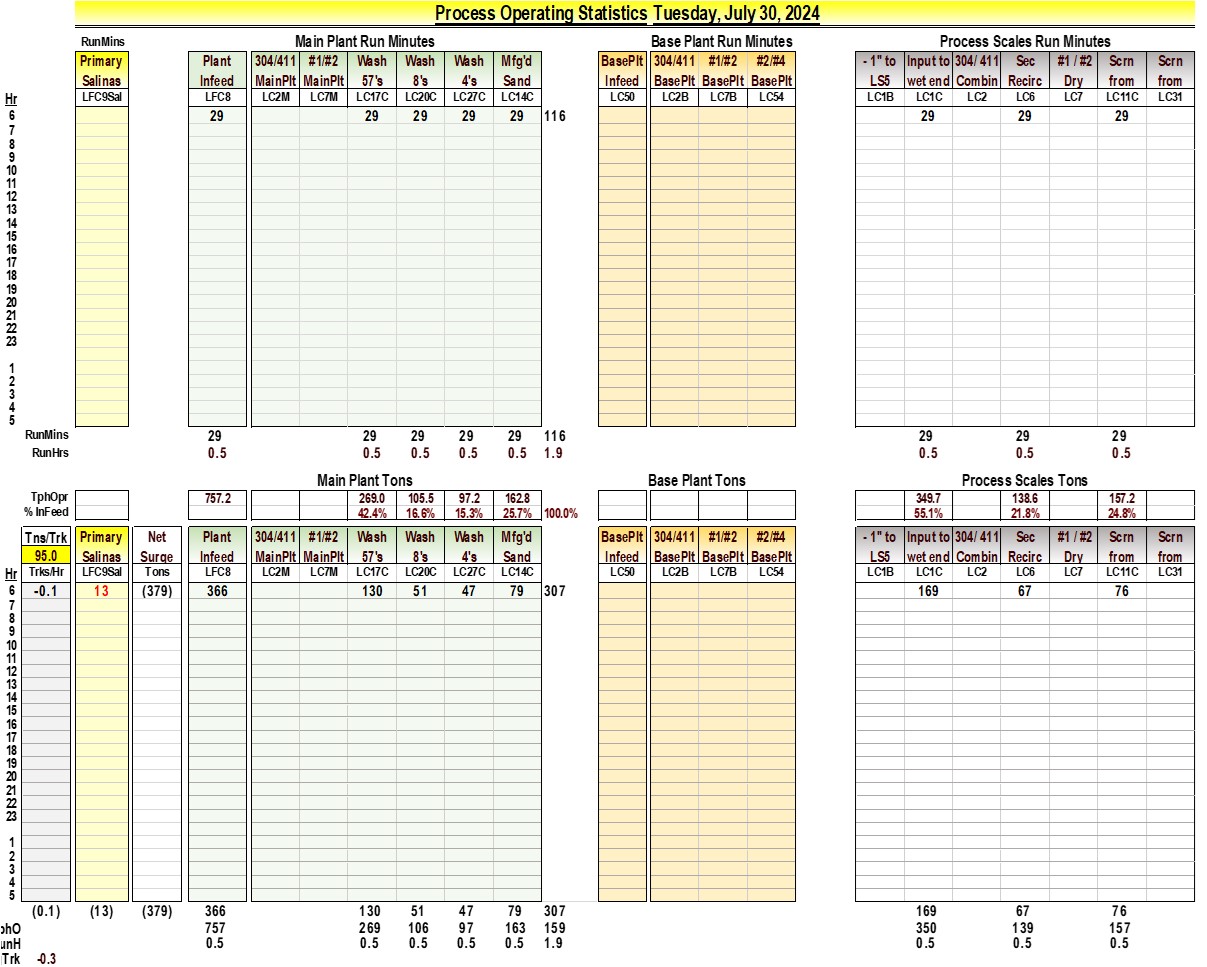 Process Operating Statistics Tuesday, July 30, 2024
RunMins Main Plant Run Minutes Base Plant Run Minutes Process Scales Run Minutes
Primary Plant 304/411 #1/#2 Wash Wash Wash Mfg'd BasePlt 304/411 #1/#2 #2/#4 - 1" to Input to 304/ 411 Sec #1 / #2 Scrn Scrn
Salinas Infeed MainPlt MainPlt 57's 8's 4's Sand Infeed BasePlt BasePlt BasePlt LS5 wet end Combin Recirc Dry from from
Hr LFC9Sal LFC8 LC2M LC7M LC17C LC20C LC27C LC14C LC50 LC2B LC7B LC54 LC1B LC1C LC2 LC6 LC7 LC11C LC31
6 29 29 29 29 29 116 29 29 29
7
8
9
10
11
12
13
14
15
16
17
18
19
20
21
22
23
1
2
3
4
5
RunMins 29 29 29 29 29 116 29 29 29
RunHrs 0.5 0.5 0.5 0.5 0.5 1.9 0.5 0.5 0.5
Main Plant Tons Base Plant Tons Process Scales Tons
TphOpr 757.2 269.0 105.5 97.2 162.8 349.7 138.6 157.2
% InFeed 42.4% 16.6% 15.3% 25.7% 100.0% 55.1% 21.8% 24.8%
Tns/Trk Primary Net Plant 304/411 #1/#2 Wash Wash Wash Mfg'd BasePlt 304/411 #1/#2 #2/#4 - 1" to Input to 304/ 411 Sec #1 / #2 Scrn Scrn
95.0 Salinas Surge Infeed MainPlt MainPlt 57's 8's 4's Sand Infeed BasePlt BasePlt BasePlt LS5 wet end Combin Recirc Dry from from
Hr Trks/Hr LFC9Sal Tons LFC8 LC2M LC7M LC17C LC20C LC27C LC14C LC50 LC2B LC7B LC54 LC1B LC1C LC2 LC6 LC7 LC11C LC31
6 -0.1 13 (379) 366 130 51 47 79 307 169 67 76
7
8
9
10
11
12
13
14
15
16
17
18
19
20
21
22
23
1
2
3
4
5
(0.1) (13) (379) 366 130 51 47 79 307 169 67 76
phO 757 269 106 97 163 159 350 139 157
unH 0.5 0.5 0.5 0.5 0.5 1.9 0.5 0.5 0.5
Trk -0.3